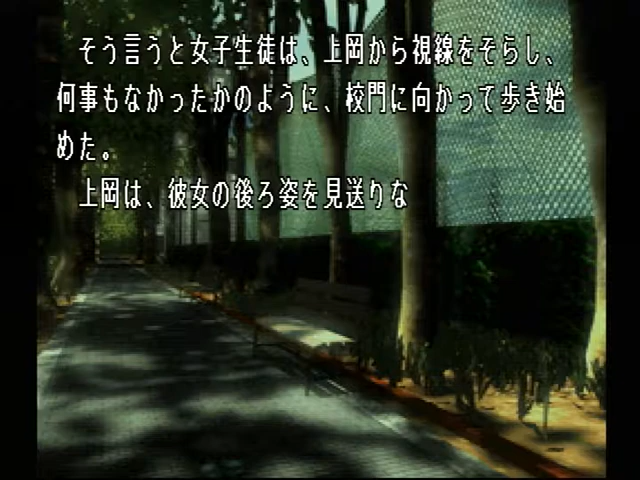 そう言うと女子生徒は、上岡から視線をそらし、
何事もなかったかのように、校門に向かって歩き始
めた。
上岡は、彼女の後ろ姿を見送りな